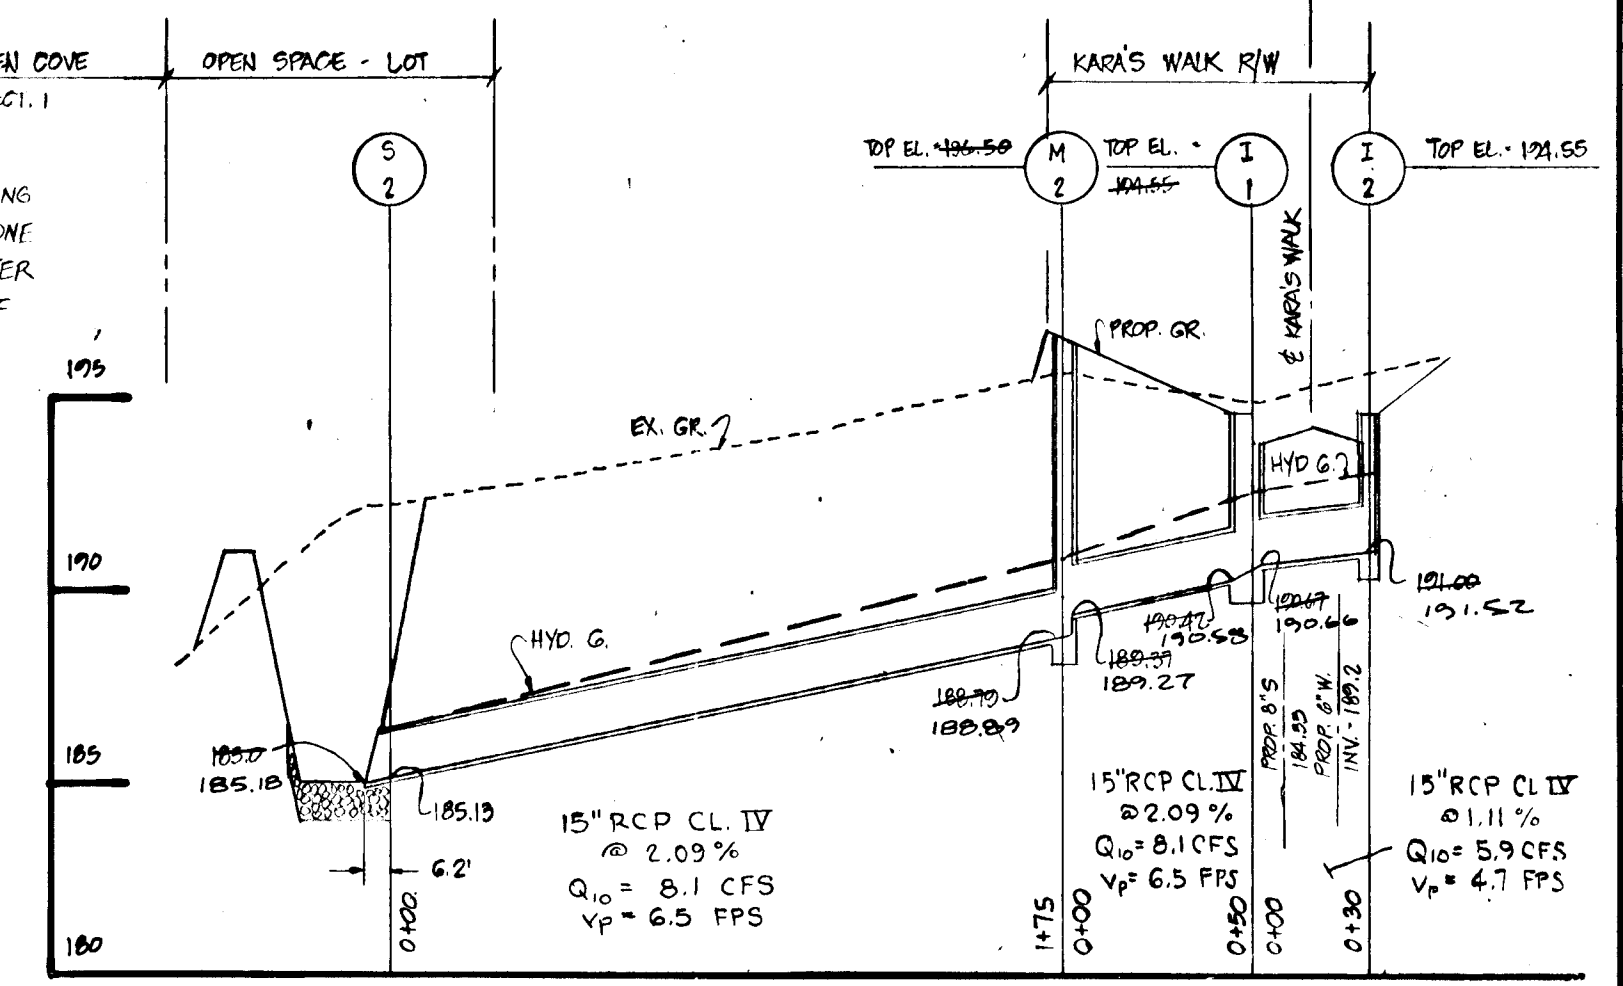 EN COVE
OPEN SPACE - LOT
KARA'S WALK R/W
ECT. 1
S
2
TOP EL. - 196.50
M
2
TOP EL. -
194.55
I
1
I
2
TOP EL. - 194.55
NG
ONE
ER
℄ KARA'S WALK
PROP. GR.
195
EX. GR.
HYD G.
190
HYD. G.
191.00
191.52
190.67
190.66
190.42
190.58
189.37
189.27
188.79
188.89
185
185.0
185.18
185.13
PROP. 8"S
184.33
PROP. 6"W.
INV. - 189.2
15" RCP CL. IV
@ 2.09%
Q10 = 8.1 CFS
Vp = 6.5 FPS
15"RCP CL. IV
@2.09%
Q10= 8.1CFS
Vp= 6.5 FPS
15"RCP CL IV
@1.11%
Q10= 5.9 CFS
Vp= 4.7 FPS
6.2'
180
0+00.
1+75
0+00
0+50
0+00
0+30